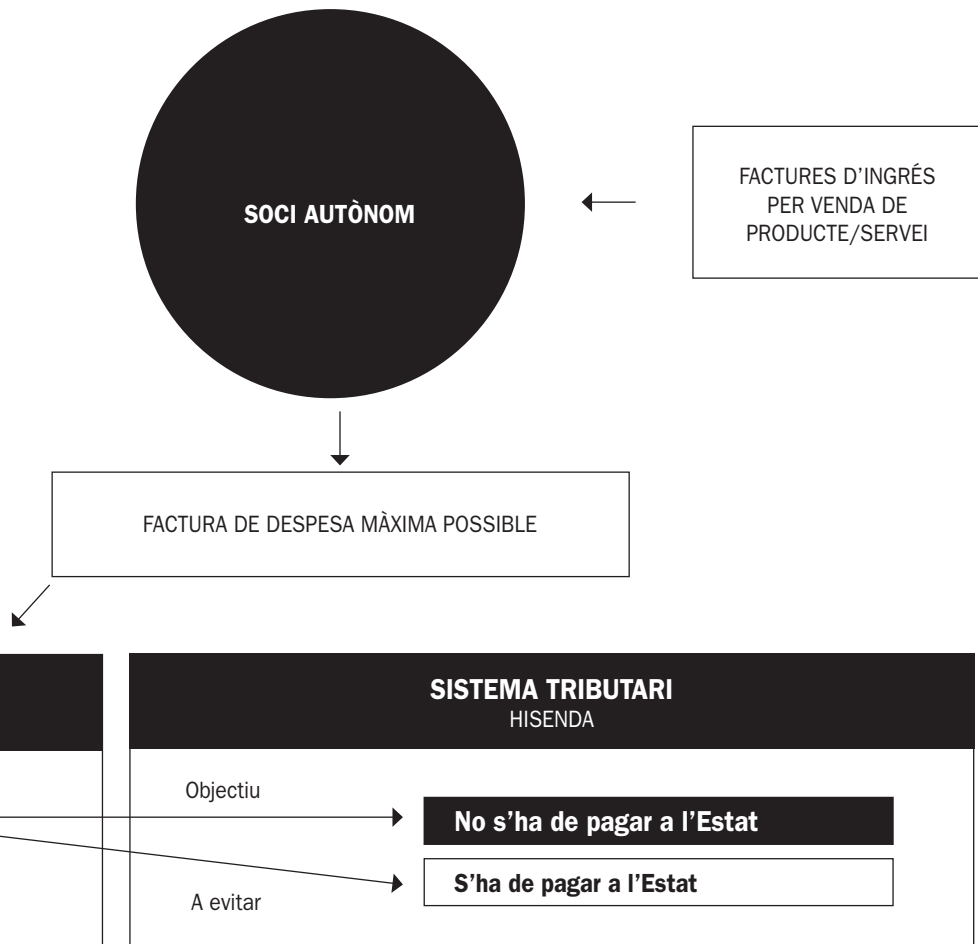 SOCI AUTÒNOM
FACTURES D'INGRÉS
PER VENDA DE
PRODUCTE/SERVEI
FACTURA DE DESPESA MÀXIMA POSSIBLE
SISTEMA TRIBUTARI
HISENDA
Objectiu
No s'ha de pagar a l'Estat
S'ha de pagar a l'Estat
A evitar